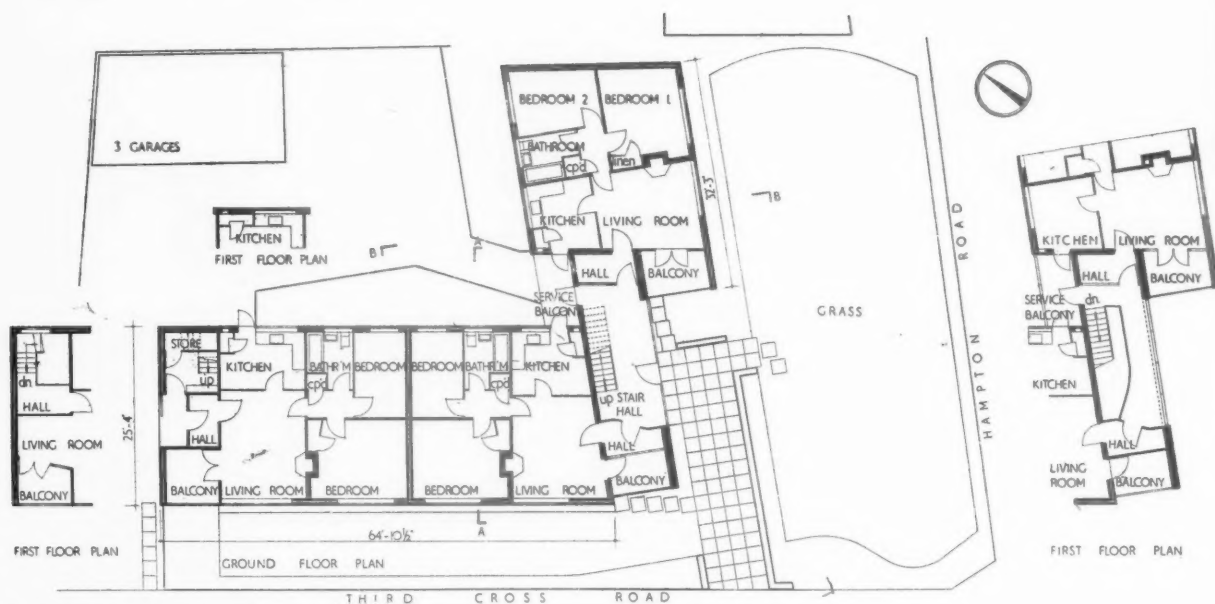 3 GARAGES
KITCHEN
FIRST FLOOR PLAN
BEDROOM 2
BEDROOM 1
BATHROOM
cp'd
linen
KITCHEN
LIVING ROOM
HALL
BALCONY
SERVICE
BALCONY
32'-3"
B
B
A
GRASS
HAMPTON ROAD
KITCHEN
LIVING ROOM
HALL
BALCONY
SERVICE
BALCONY
dn
KITCHEN
HALL
LIVING
ROOM
BALCONY
FIRST FLOOR PLAN
dn
HALL
LIVING ROOM
BALCONY
FIRST FLOOR PLAN
25'-4"
STORE
up
KITCHEN
BATHR'M
cp'd
BEDROOM
BEDROOM
BATHR'M
cp'd
KITCHEN
up
STAIR
HALL
HALL
HALL
BALCONY
LIVING ROOM
BEDROOM
BEDROOM
LIVING ROOM
BALCONY
64'-10½"
A
GROUND FLOOR PLAN
THIRD CROSS ROAD